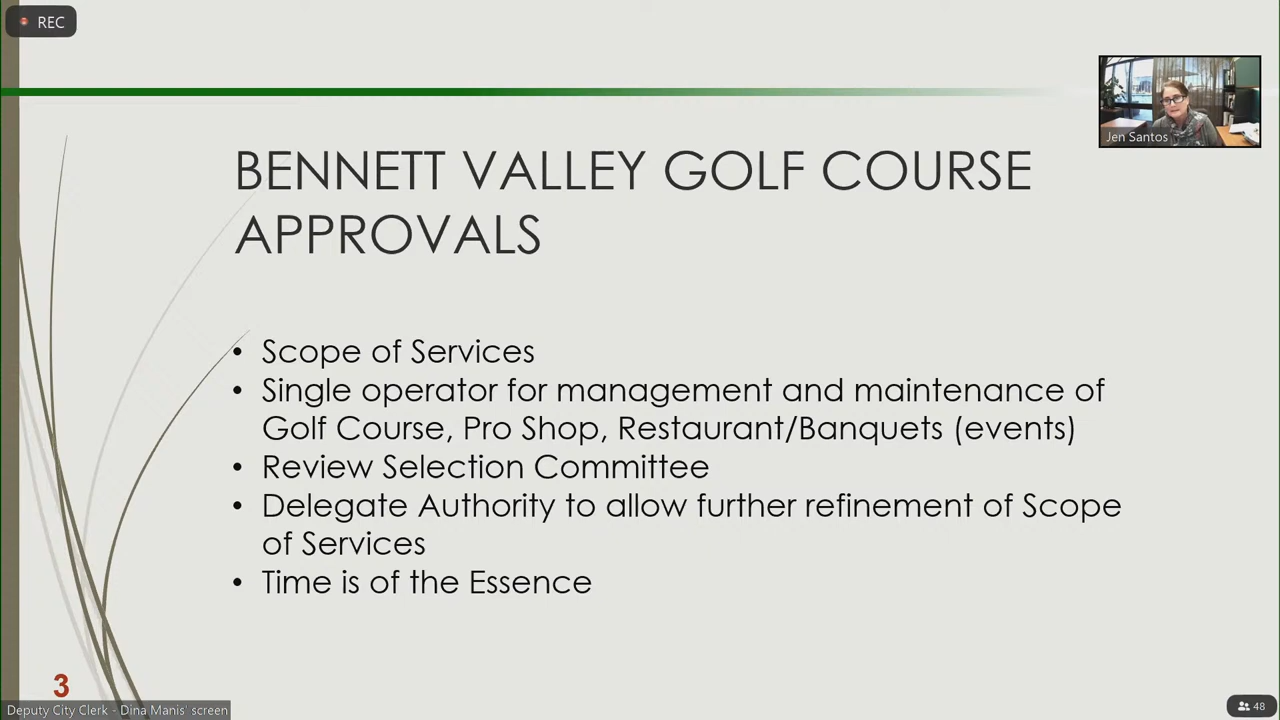 REC
Jen Santos
BENNETT VALLEY GOLF COURSE
APPROVALS
• Scope of Services
• Single operator for management and maintenance of
Golf Course, Pro Shop, Restaurant/Banquets (events)
• Review Selection Committee
• Delegate Authority to allow further refinement of Scope
of Services
• Time is of the Essence
3
Deputy City Clerk - Dina Manis' screen
48